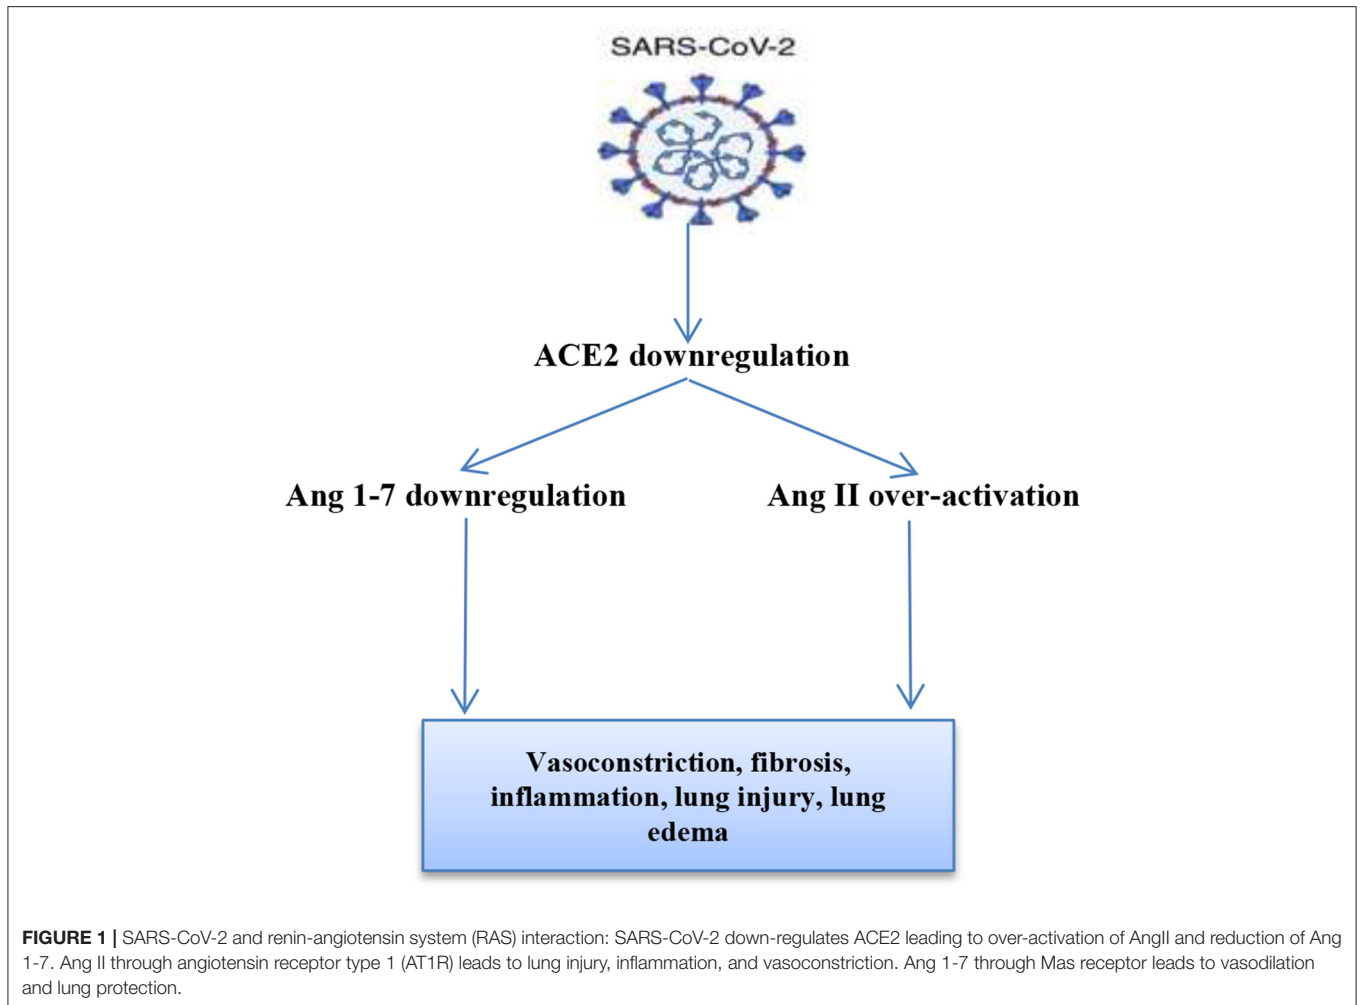 SARS-CoV-2
ACE2 downregulation
Ang 1-7 downregulation
Ang II over-activation
Vasoconstriction, fibrosis,
inflammation, lung injury, lung
edema
FIGURE 1 | SARS-CoV-2 and renin-angiotensin system (RAS) interaction: SARS-CoV-2 down-regulates ACE2 leading to over-activation of AngII and reduction of Ang
1-7. Ang II through angiotensin receptor type 1 (AT1R) leads to lung injury, inflammation, and vasoconstriction. Ang 1-7 through Mas receptor leads to vasodilation
and lung protection.